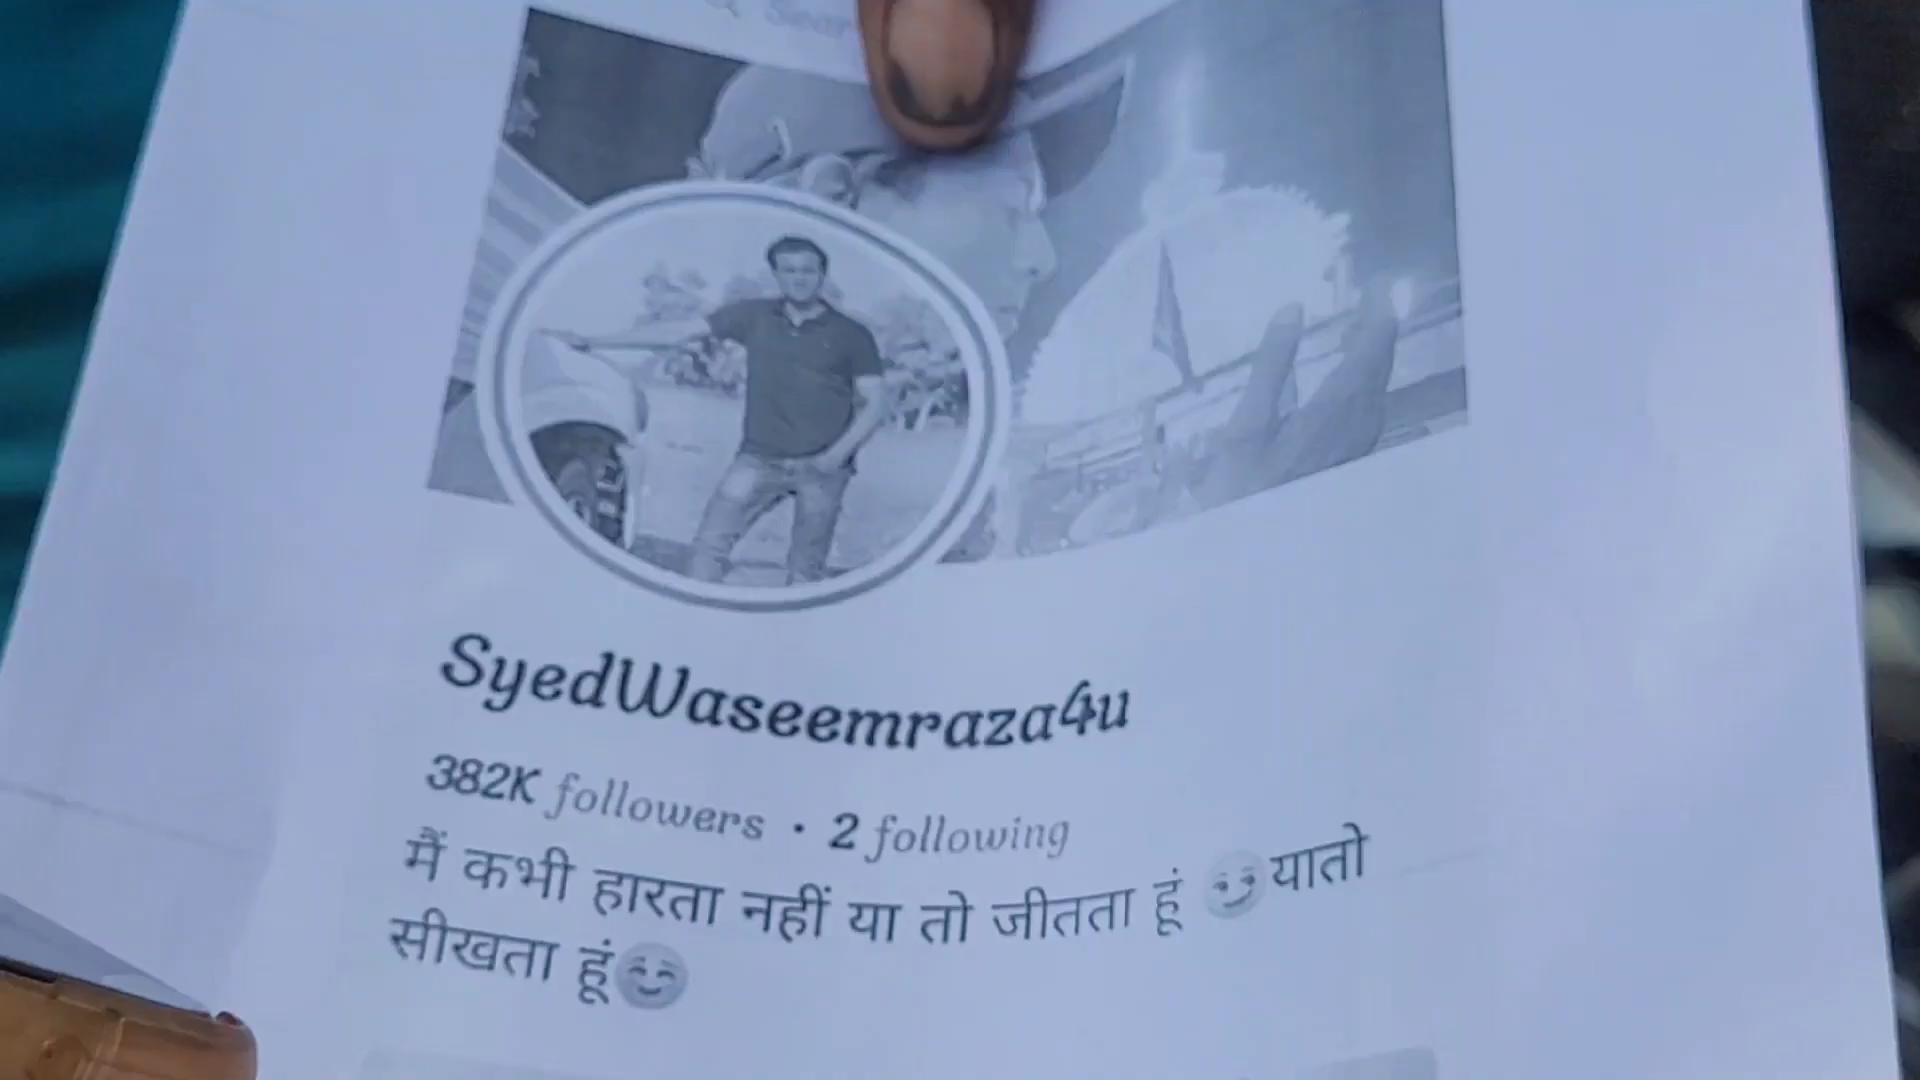 SyedWaseemraza4u
382K followers · 2 following
मैं कभी हारता नहीं या तो जीतता हूं 😊यातो
सीखता हूं😊